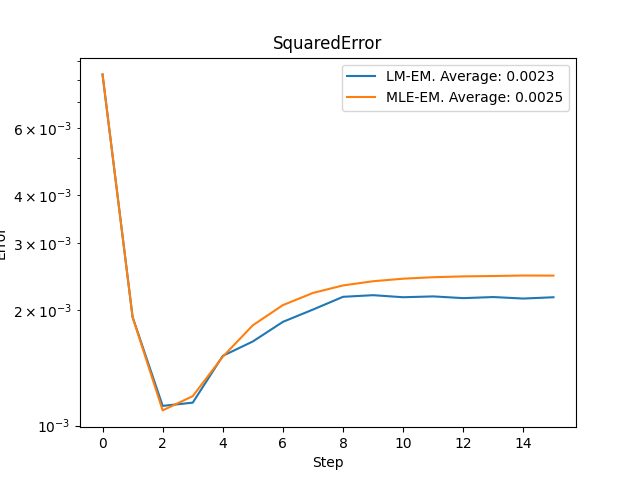 SquaredError
LM-EM. Average: 0.0023
MLE-EM. Average: 0.0025
6 × 10⁻³
4 × 10⁻³
3 × 10⁻³
2 × 10⁻³
10⁻³
Error
0 2 4 6 8 10 12 14
Step